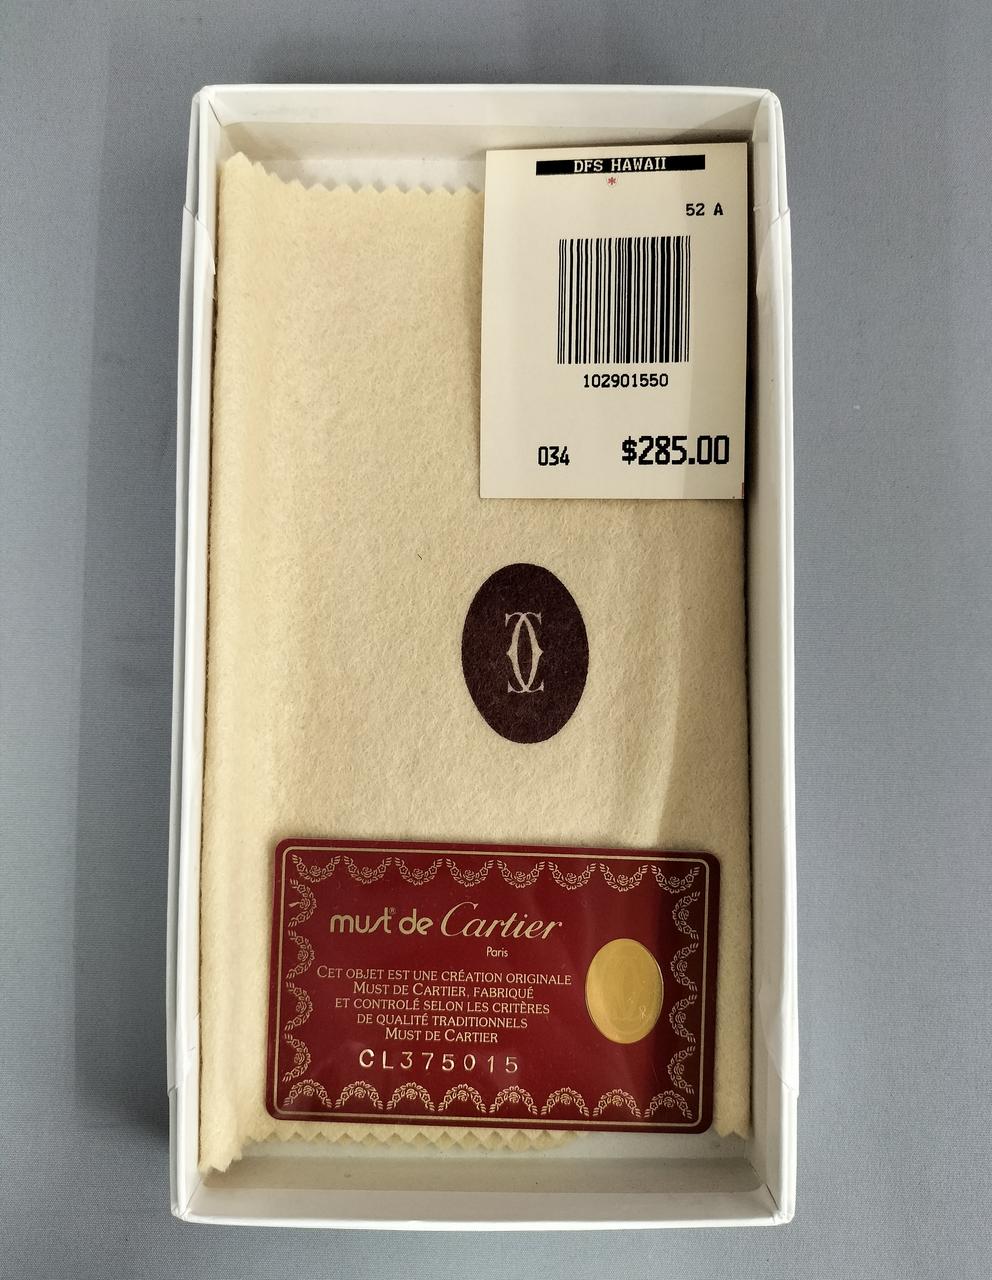 DFS HAWAII
*
52 A
102901550
034 $285.00
must® de Cartier
Paris
CET OBJET EST UNE CRÉATION ORIGINALE
MUST DE CARTIER, FABRIQUÉ
ET CONTROLÉ SELON LES CRITÈRES
DE QUALITÉ TRADITIONNELS
MUST DE CARTIER
CL375015